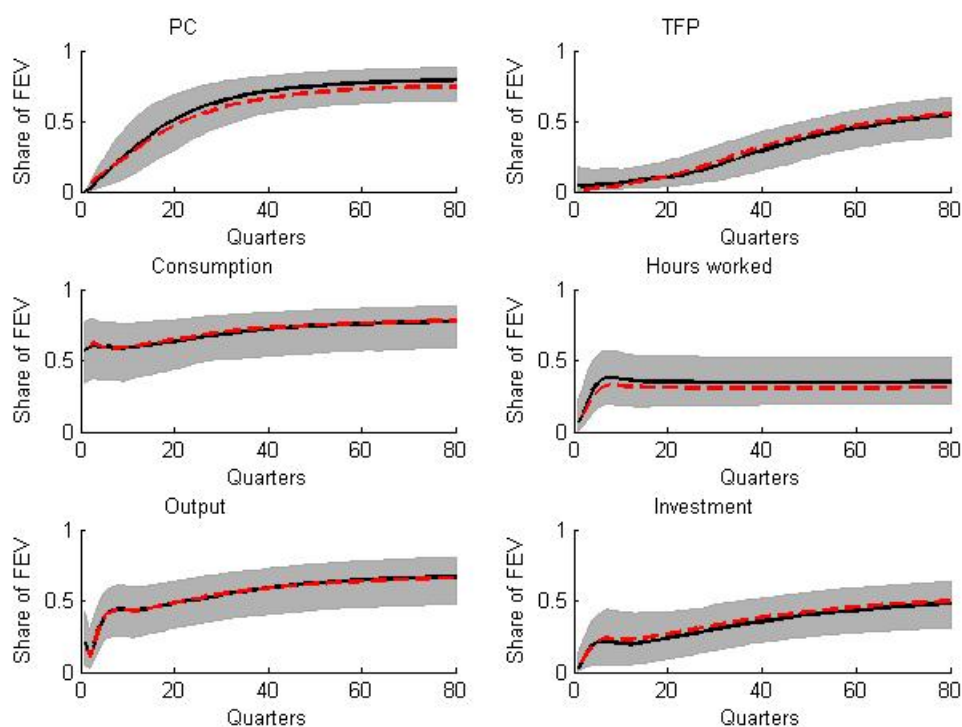 PC
Share of FEV
1
0.5
0
0 20 40 60 80
Quarters
TFP
Share of FEV
1
0.5
0
0 20 40 60 80
Quarters
Consumption
Share of FEV
1
0.5
0
0 20 40 60 80
Quarters
Hours worked
Share of FEV
1
0.5
0
0 20 40 60 80
Quarters
Output
Share of FEV
1
0.5
0
0 20 40 60 80
Quarters
Investment
Share of FEV
1
0.5
0
0 20 40 60 80
Quarters